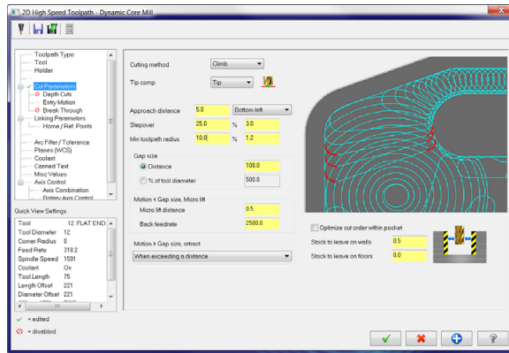 2D High Speed Toolpath - Dynamic Core Mill
Toolpath Type
Tool
Holder
Cut Parameters
Depth Cuts
Entry Motion
Break Through
Linking Parameters
Home / Ref. Points
Arc Filter / Tolerance
Planes (WCS)
Coolant
Canned Text
Misc Values
Axis Control
Axis Combination
Rotary Axis Control
Quick View Settings
Tool 12. FLAT END
Tool Diameter 12
Corner Radius 0
Feed Rate 318.2
Spindle Speed 1591
Coolant On
Tool Length 75
Length Offset 221
Diameter Offset 221
= edited
= disabled
Cutting method Climb
Tip comp Tip
Approach distance 5.0 Bottom left
Stepover 25.0 % 3.0
Min toolpath radius 10.0 % 1.2
Gap size
Distance 100.0
% of tool diameter 500.0
Motion < Gap size, Micro lift
Micro lift distance 0.5
Back feedrate 2500.0
Motion > Gap size, retract
When exceeding a distance
Optimize cut order within pocket
Stock to leave on walls 0.5
Stock to leave on floors 0.0